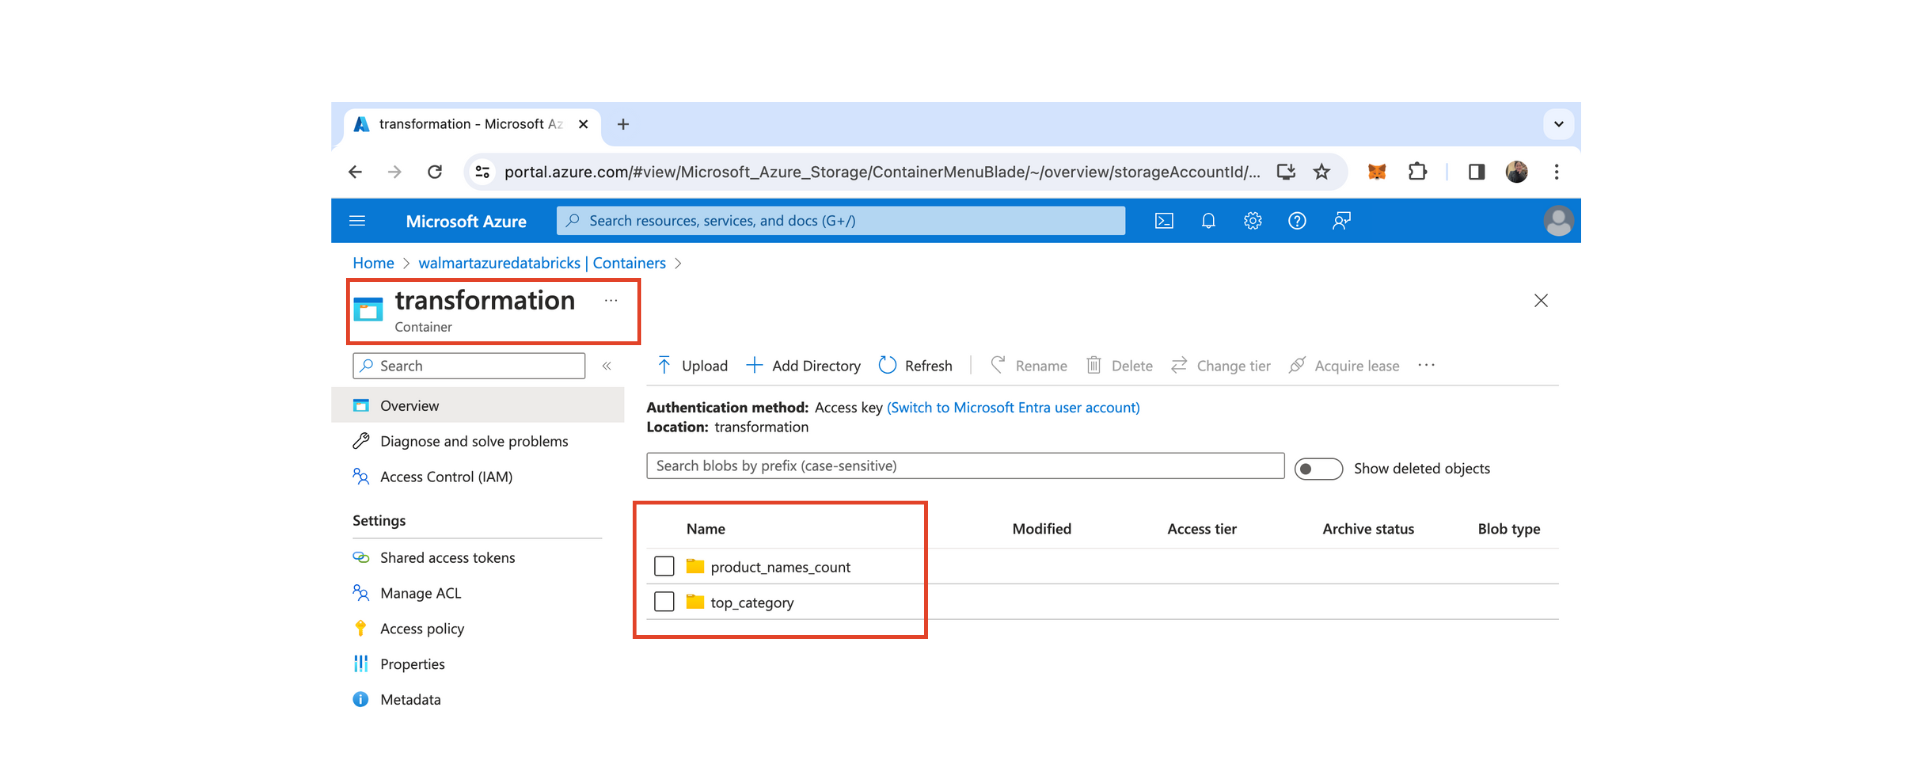 transformation - Microsoft Az
portal.azure.com/#view/Microsoft_Azure_Storage/ContainerMenuBlade/~/overview/storageAccountId/...
Microsoft Azure
Search resources, services, and docs (G+/)
Home > walmartazuredatabricks | Containers >
transformation ...
Container
Search «
Upload Add Directory Refresh Rename Delete Change tier Acquire lease ...
Overview
Diagnose and solve problems
Access Control (IAM)
Settings
Shared access tokens
Manage ACL
Access policy
Properties
Metadata
Authentication method: Access key (Switch to Microsoft Entra user account)
Location: transformation
Search blobs by prefix (case-sensitive)
Show deleted objects
Name Modified Access tier Archive status Blob type
product_names_count
top_category